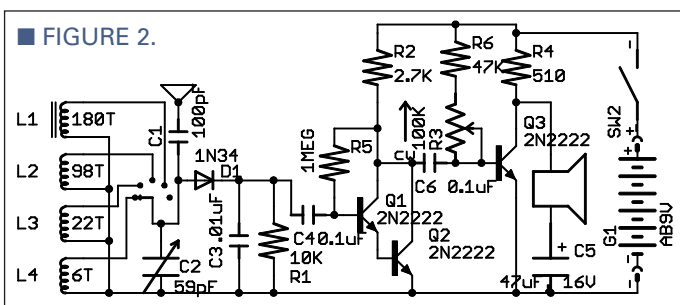 ■ FIGURE 2.
L1
180T
L2
98T
L3
22T
L4
6T
C1
100pF
1N34
D1
C2
59pF
C3
.01uF
R1
10K
C4
0.1uF
1MEG
R5
R2
2.7K
Q1
2N2222
Q2
2N2222
CW
100K
R3
C6
0.1uF
R6
47K
R4
510
Q3
2N2222
C5
47uF
16V
+
SW2
+
+
G1
AB9V
-
-
-